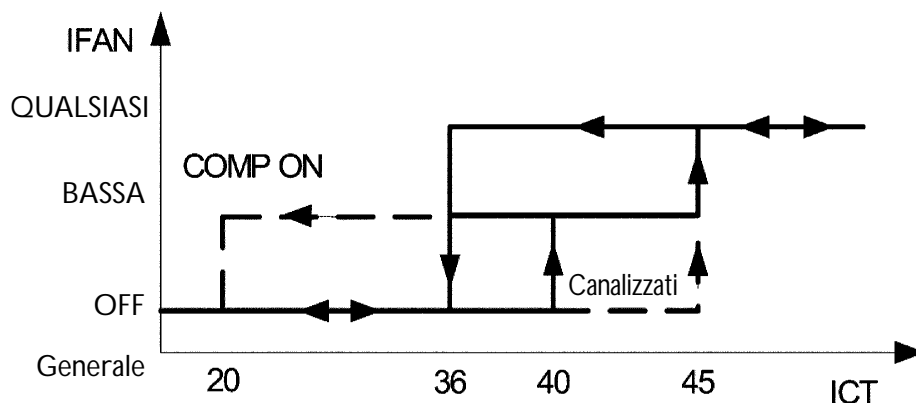 IFAN
QUALSIASI
COMP ON
BASSA
Canalizzati
OFF
Generale
20 36 40 45 ICT